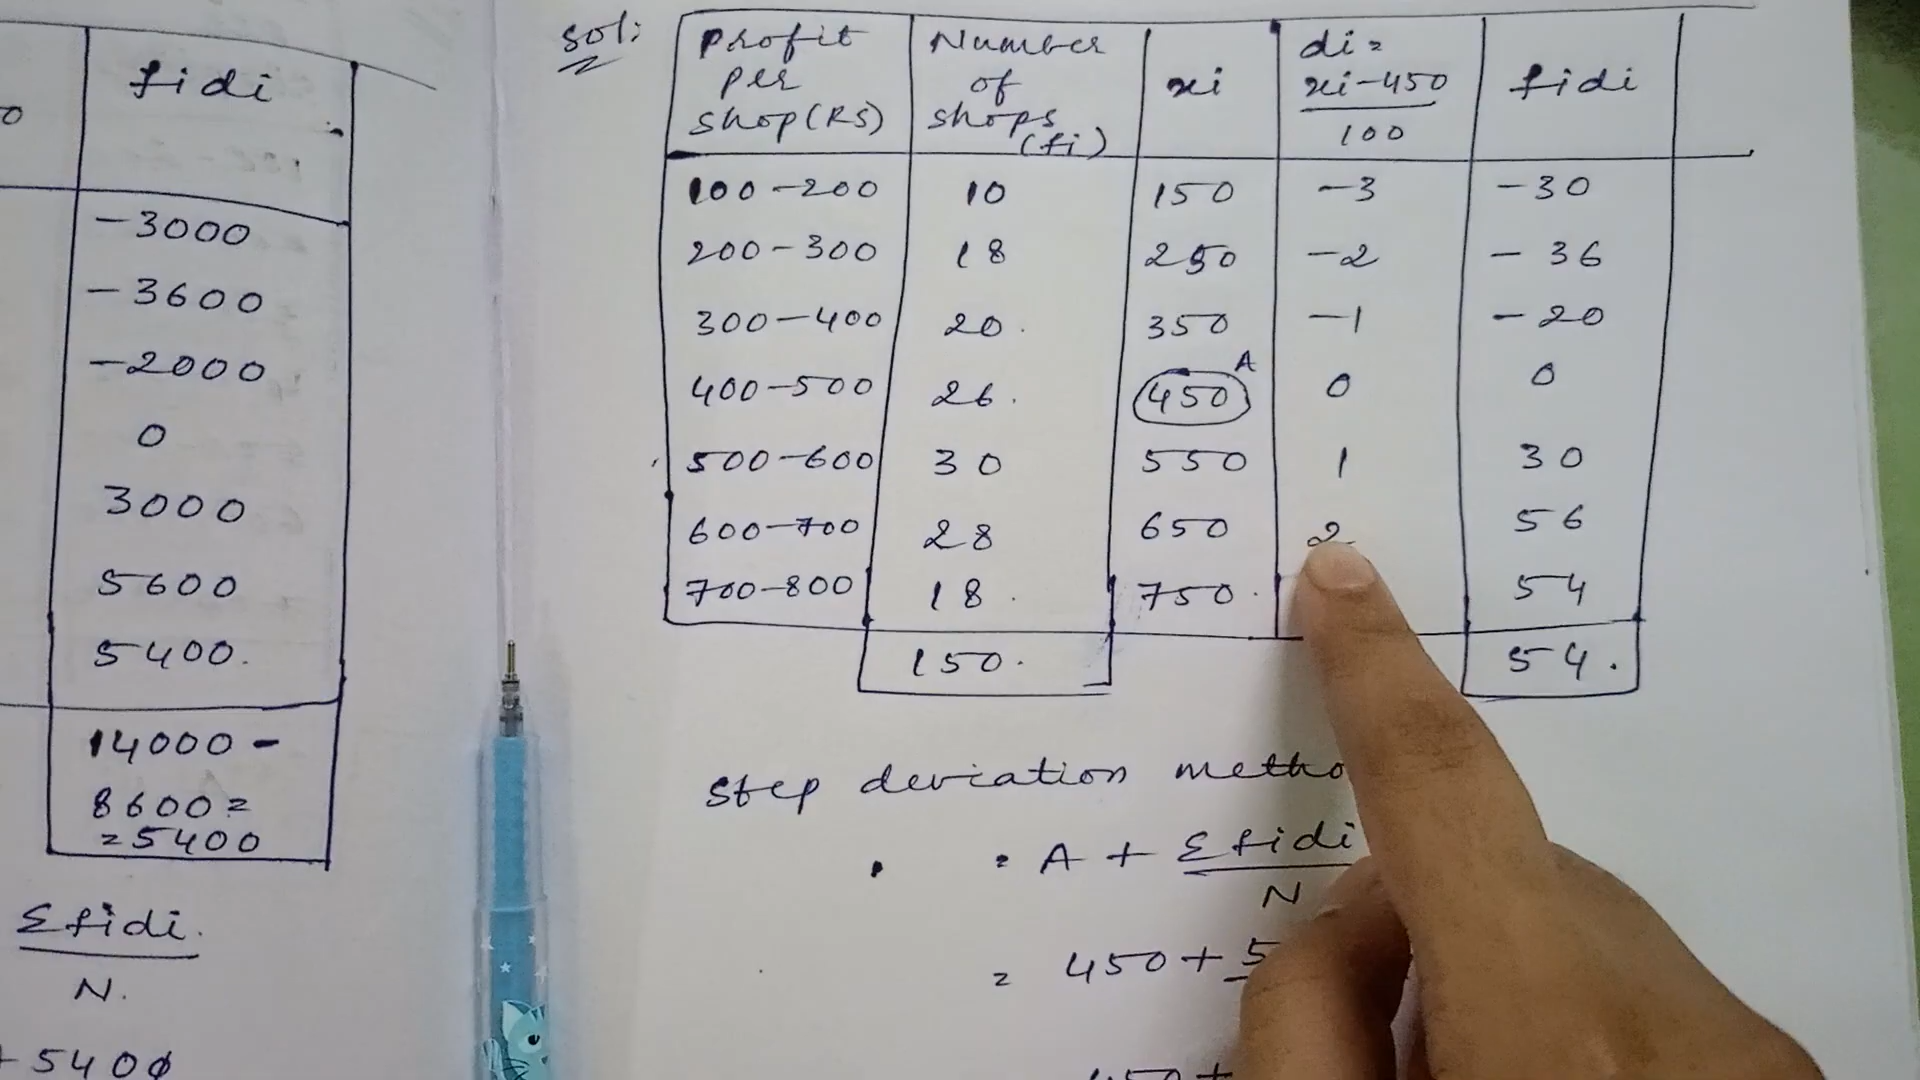 fidi
-3000
-3600
-2000
0
3000
5600
5400.
14000 -
8600 =
= 5400
Σfidi.
N.
+ 5400
Sol:
Profit per shop (RS) Number of shops (fi) xi di = xi-450 / 100 fidi
100-200 10 150 -3 -30
200-300 18 250 -2 -36
300-400 20. 350 -1 -20
400-500 26. 450 A 0 0
500-600 30 550 1 30
600-700 28 650 2 56
700-800 18. 750. 54
150. 54.
Step deviation metho
= A + Σfidi
N
= 450 + 5
450 +